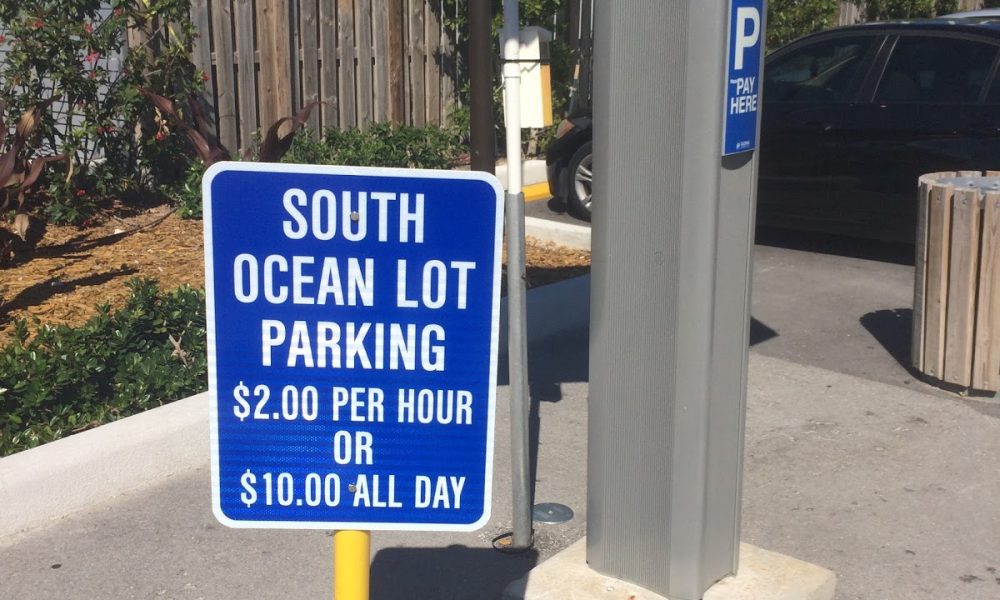 SOUTH
OCEAN LOT
PARKING
$2.00 PER HOUR
OR
$10.00 ALL DAY
P
PAY
HERE